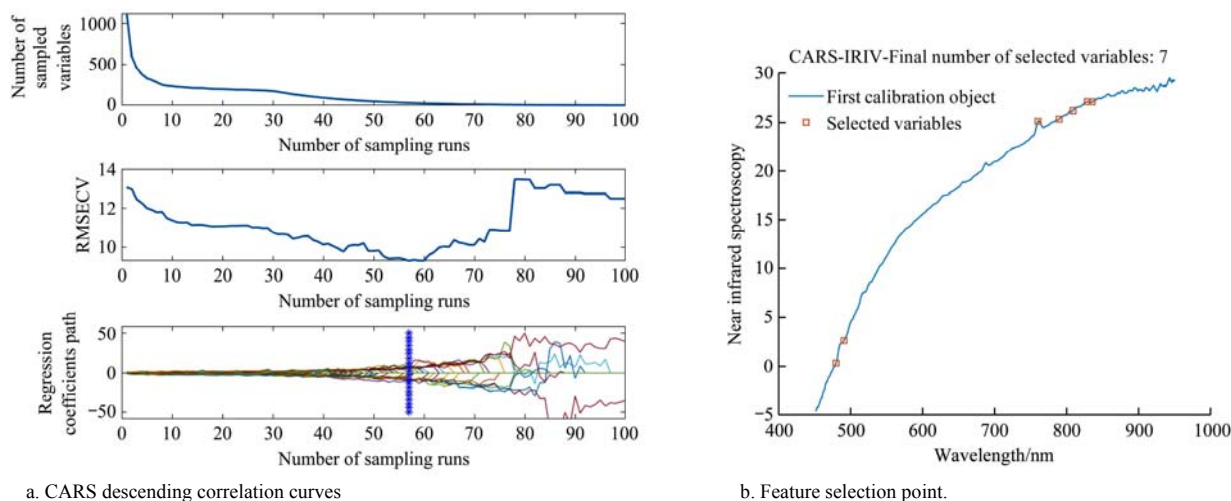 Number of
sampled
variables
1000
500
0
0 10 20 30 40 50 60 70 80 90 100
Number of sampling runs
RMSECV
14
12
10
0 10 20 30 40 50 60 70 80 90 100
Number of sampling runs
Regression
coefficients path
50
0
−50
0 10 20 30 40 50 60 70 80 90 100
Number of sampling runs
a. CARS descending correlation curves
CARS-IRIV-Final number of selected variables: 7
Near infrared spectroscopy
30
25
20
15
10
5
0
−5
First calibration object
Selected variables
400 500 600 700 800 900 1000
Wavelength/nm
b. Feature selection point.